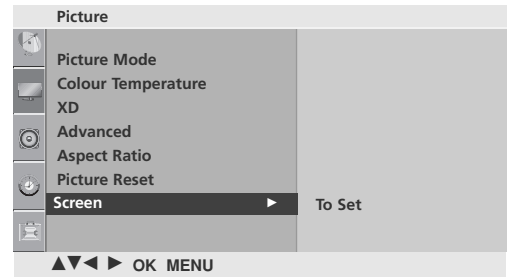 Picture
Picture Mode
Colour Temperature
XD
Advanced
Aspect Ratio
Picture Reset
Screen ► To Set
▲▼◄ ► OK MENU